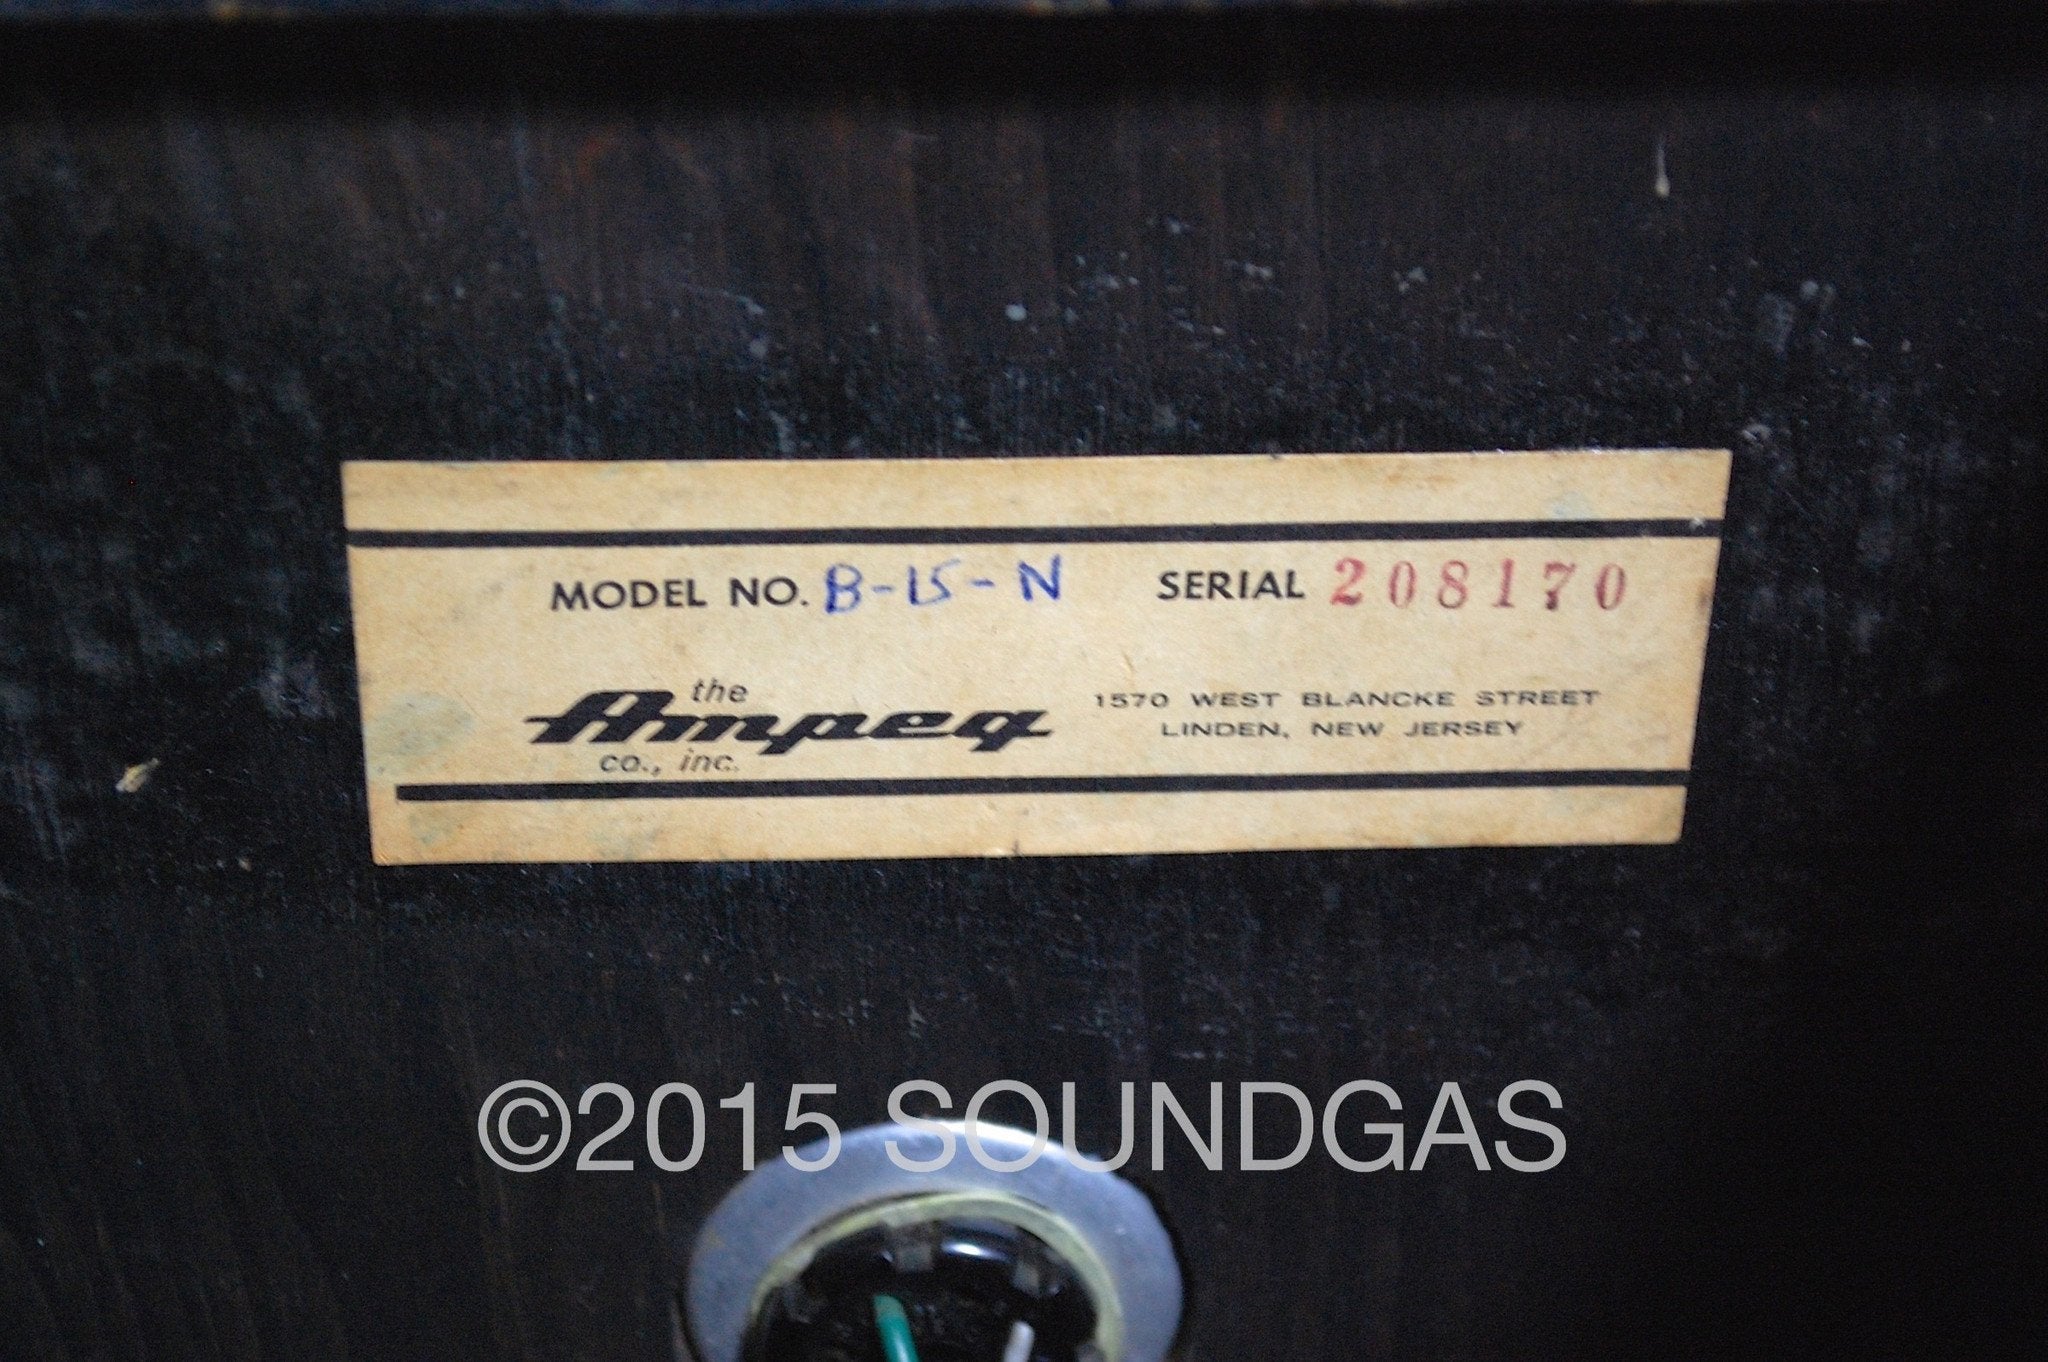 MODEL NO. B-15-N SERIAL 208170
the
Ampeg
co., inc.
1570 WEST BLANCKE STREET
LINDEN, NEW JERSEY
©2015 SOUNDGAS